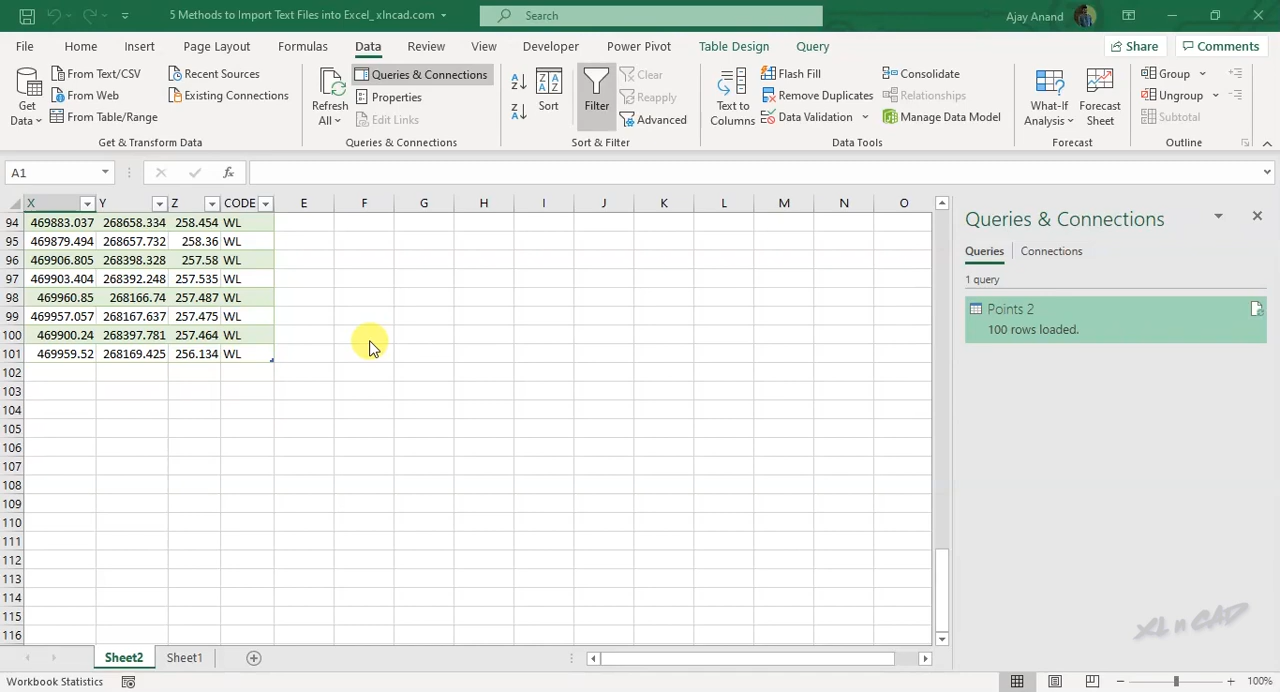 5 Methods to Import Text Files into Excel_ xlncad.com
Search
Ajay Anand
File Home Insert Page Layout Formulas Data Review View Developer Power Pivot Table Design Query Share Comments
Get Data
From Text/CSV
From Web
From Table/Range
Recent Sources
Existing Connections
Get & Transform Data
Refresh All
Queries & Connections
Properties
Edit Links
Queries & Connections
Sort
Filter
Clear
Reapply
Advanced
Sort & Filter
Text to Columns
Flash Fill
Remove Duplicates
Data Validation
Consolidate
Relationships
Manage Data Model
Data Tools
What-If Analysis
Forecast Sheet
Forecast
Group
Ungroup
Subtotal
Outline
A1
fx
X Y Z CODE E F G H I J K L M N O
94 469883.037 268658.334 258.454 WL
95 469879.494 268657.732 258.36 WL
96 469906.805 268398.328 257.58 WL
97 469903.404 268392.248 257.535 WL
98 469960.85 268166.74 257.487 WL
99 469957.057 268167.637 257.475 WL
100 469900.24 268397.781 257.464 WL
101 469959.52 268169.425 256.134 WL
102
103
104
105
106
107
108
109
110
111
112
113
114
115
116
Queries & Connections
Queries Connections
1 query
Points 2
100 rows loaded.
XL n CAD
Sheet2 Sheet1
Workbook Statistics
100%